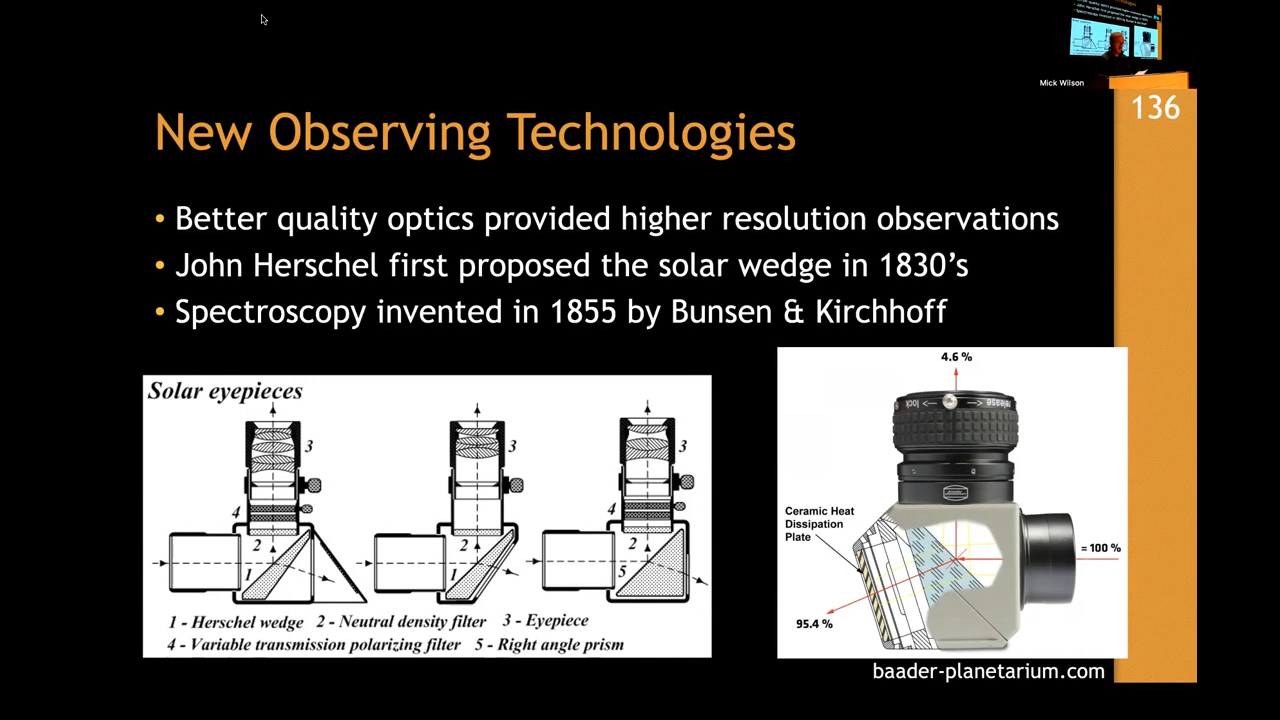 Mick Wilson
136
New Observing Technologies
• Better quality optics provided higher resolution observations
• John Herschel first proposed the solar wedge in 1830’s
• Spectroscopy invented in 1855 by Bunsen & Kirchhoff
Solar eyepieces
3
3
3
4
4
2
2
2
1
1
5
1 - Herschel wedge 2 - Neutral density filter 3 - Eyepiece
4 - Variable transmission polarizing filter 5 - Right angle prism
4.6 %
lock <– –> release
Ceramic Heat
Dissipation
Plate
= 100 %
95.4 %
baader-planetarium.com